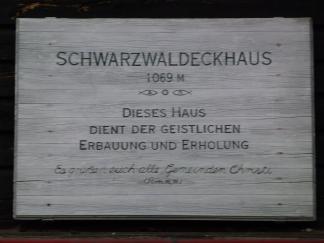 SCHWARZWALDECKHAUS
1069 M
DIESES HAUS
DIENT DER GEISTLICHEN
ERBAUUNG UND ERHOLUNG
Es grüßen euch alle Gemeinden Christi